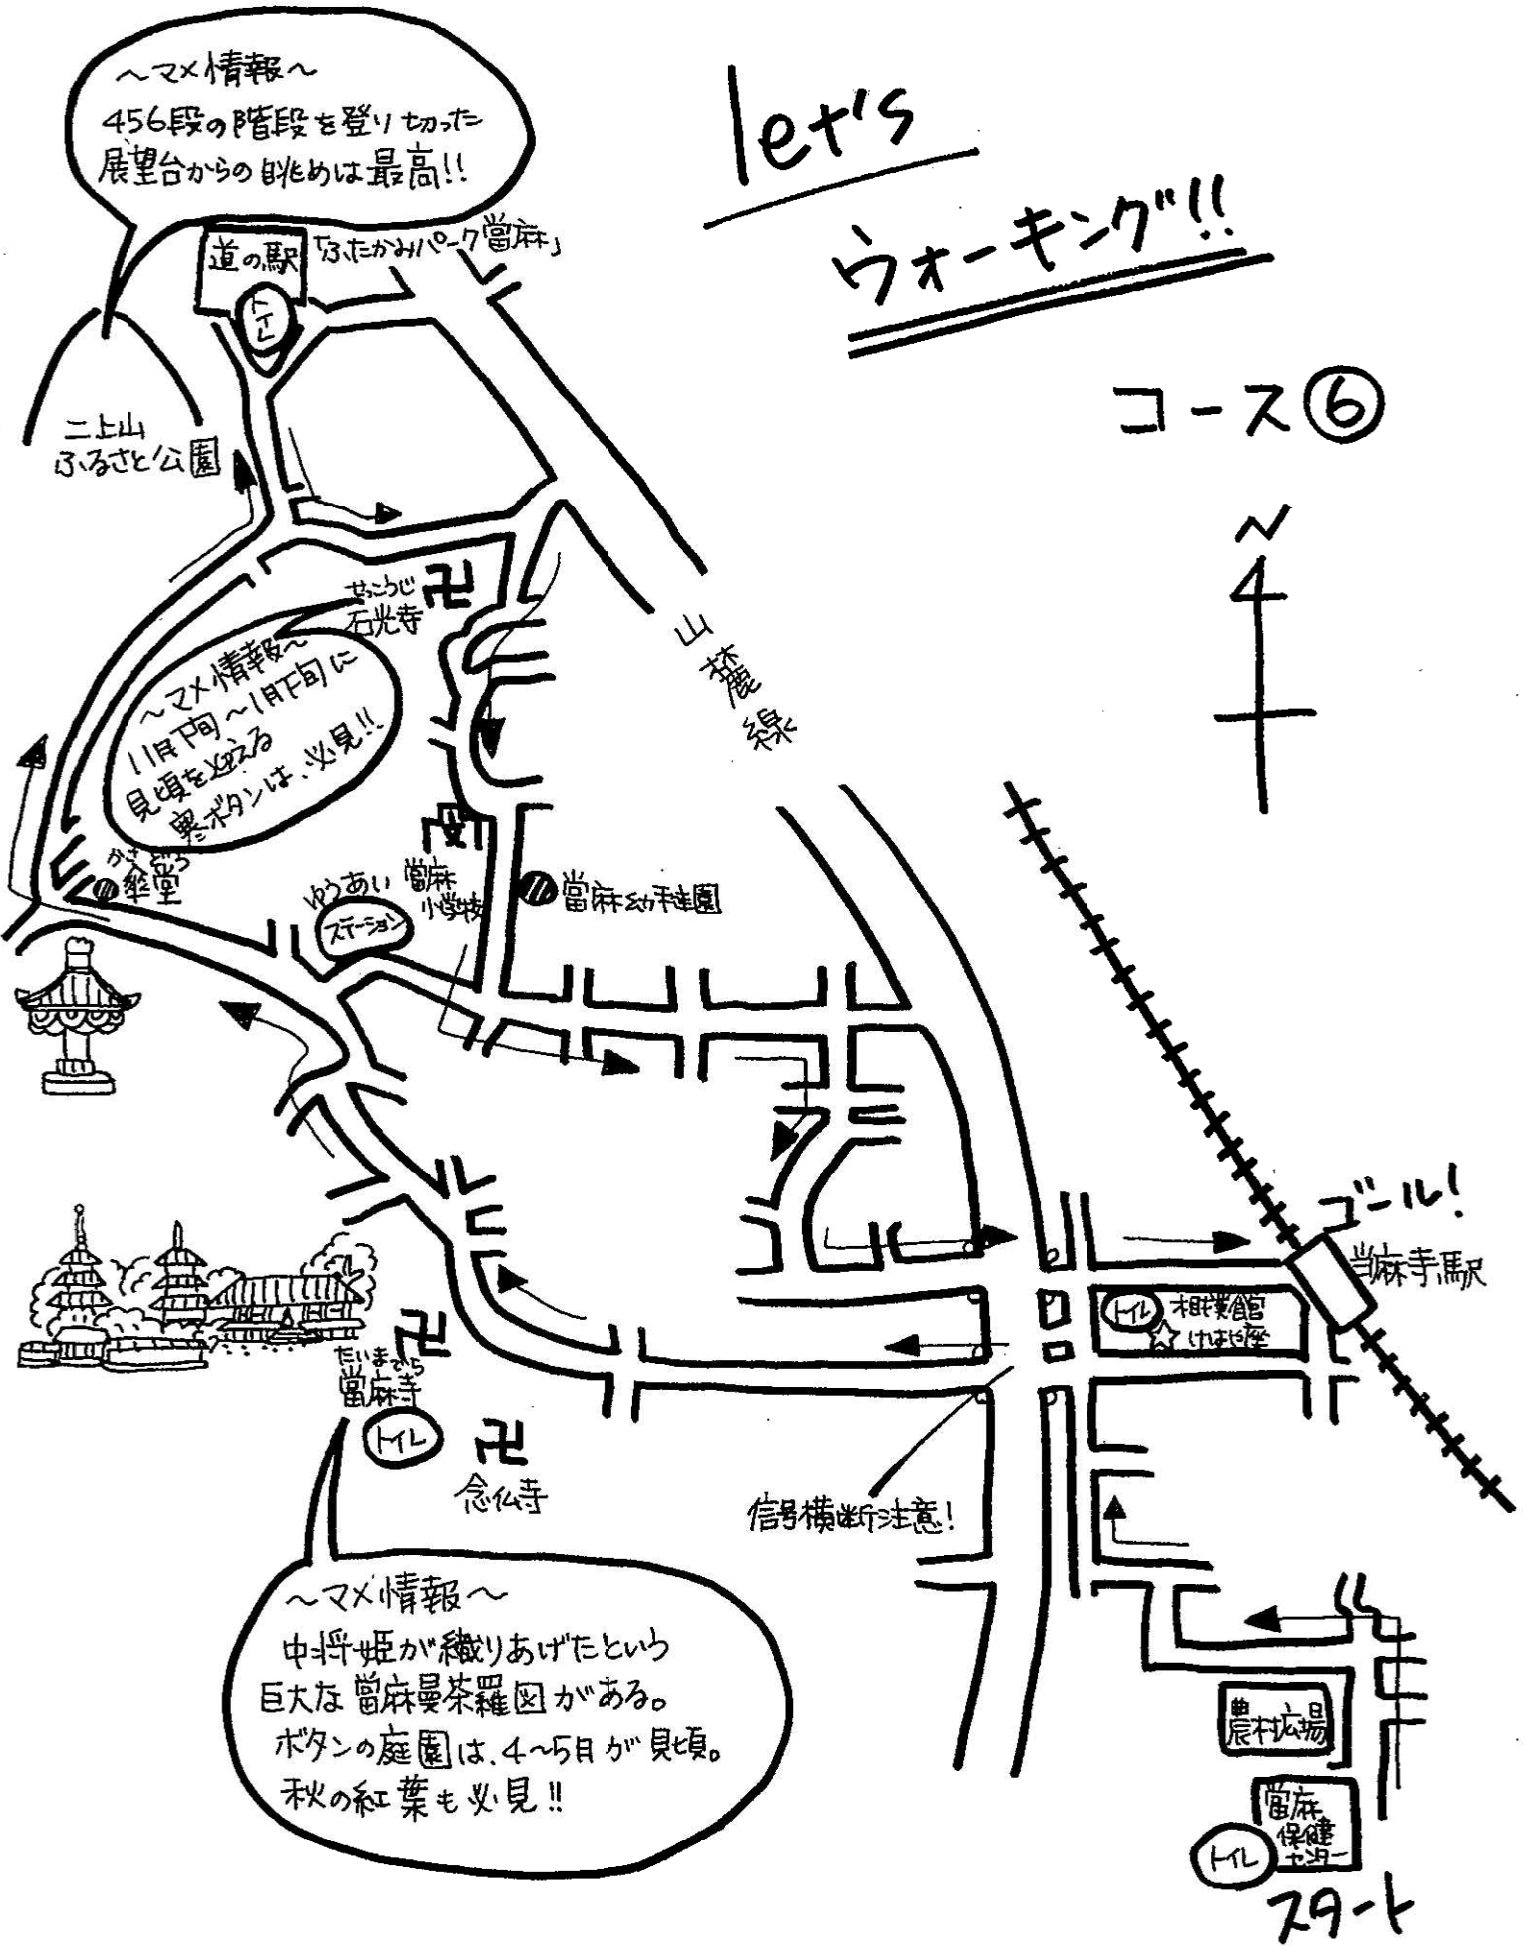 ～マメ情報～
456段の階段を登り切った
展望台からの眺めは最高!!
let's
ウォーキング!!
コース⑥
道の駅
「ふたかみパーク當麻」
トイレ
二上山
ふるさと公園
N
せっこうじ
石光寺
～マメ情報～
11月下旬～1月下旬に
見頃を迎える
寒ボタンは、必見!!
山麓線
かさどう
傘堂
ゆうあい
ステーション
當麻
小学校
當麻幼稚園
ゴール!
当麻寺駅
トイレ
相撲館
けはや座
たいまでら
當麻寺
トイレ
念仏寺
信号横断注意!
～マメ情報～
中将姫が織りあげたという
巨大な當麻曼荼羅図がある。
ボタンの庭園は、4～5月が見頃。
秋の紅葉も必見!!
農村広場
當麻
保健
センター
トイレ
スタート